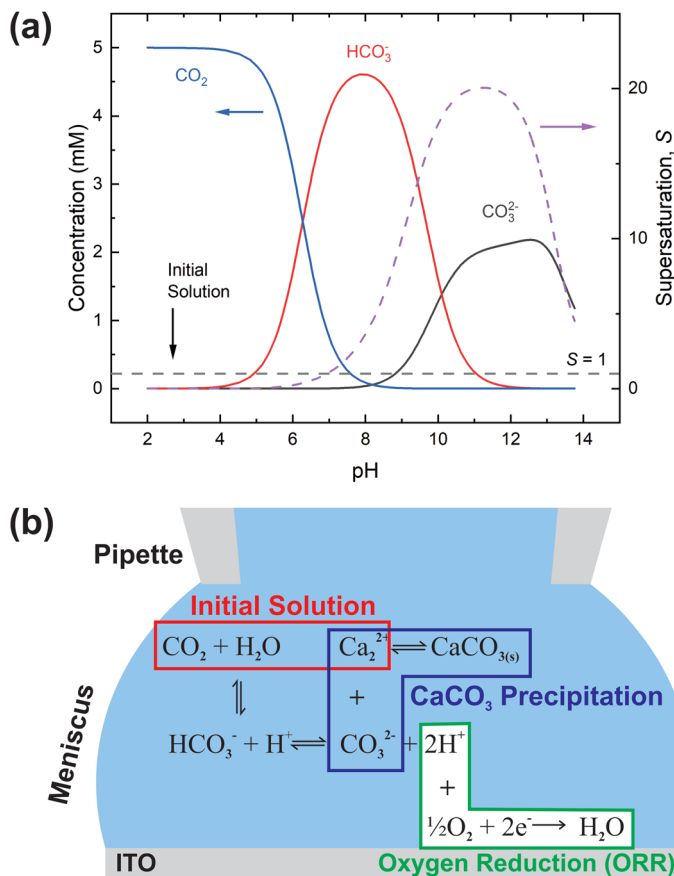 (a)
5
4
3
2
1
0
Concentration (mM)
CO₂
HCO₃⁻
CO₃²⁻
Initial
Solution
S = 1
20
10
0
Supersaturation, S
2 4 6 8 10 12 14
pH
(b)
Pipette
Meniscus
Initial Solution
CO₂ + H₂O Ca₂²⁺ ⇌ CaCO₃(s)
⇌ + CaCO₃ Precipitation
HCO₃⁻ + H⁺ ⇌ CO₃²⁻ + 2H⁺
+
½O₂ + 2e⁻ → H₂O
ITO Oxygen Reduction (ORR)